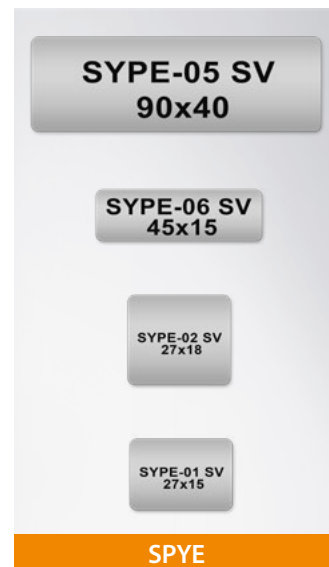 SYPE-05 SV
90x40
SYPE-06 SV
45x15
SYPE-02 SV
27x18
SYPE-01 SV
27x15
SPYE